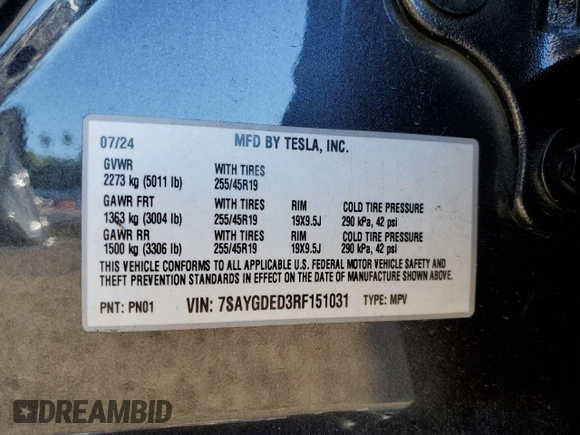 07/24 MFD BY TESLA, INC.
GVWR WITH TIRES
2273 kg (5011 lb) 255/45R19
GAWR FRT WITH TIRES RIM COLD TIRE PRESSURE
1363 kg (3004 lb) 255/45R19 19X9.5J 290 kPa, 42 psi
GAWR RR WITH TIRES RIM COLD TIRE PRESSURE
1500 kg (3306 lb) 255/45R19 19X9.5J 290 kPa, 42 psi
THIS VEHICLE CONFORMS TO ALL APPLICABLE U.S. FEDERAL MOTOR VEHICLE SAFETY AND
THEFT PREVENTION STANDARDS IN EFFECT ON THE DATE OF MANUFACTURE SHOWN ABOVE.
PNT: PN01 VIN: 7SAYGDED3RF151031 TYPE: MPV
DREAMBID